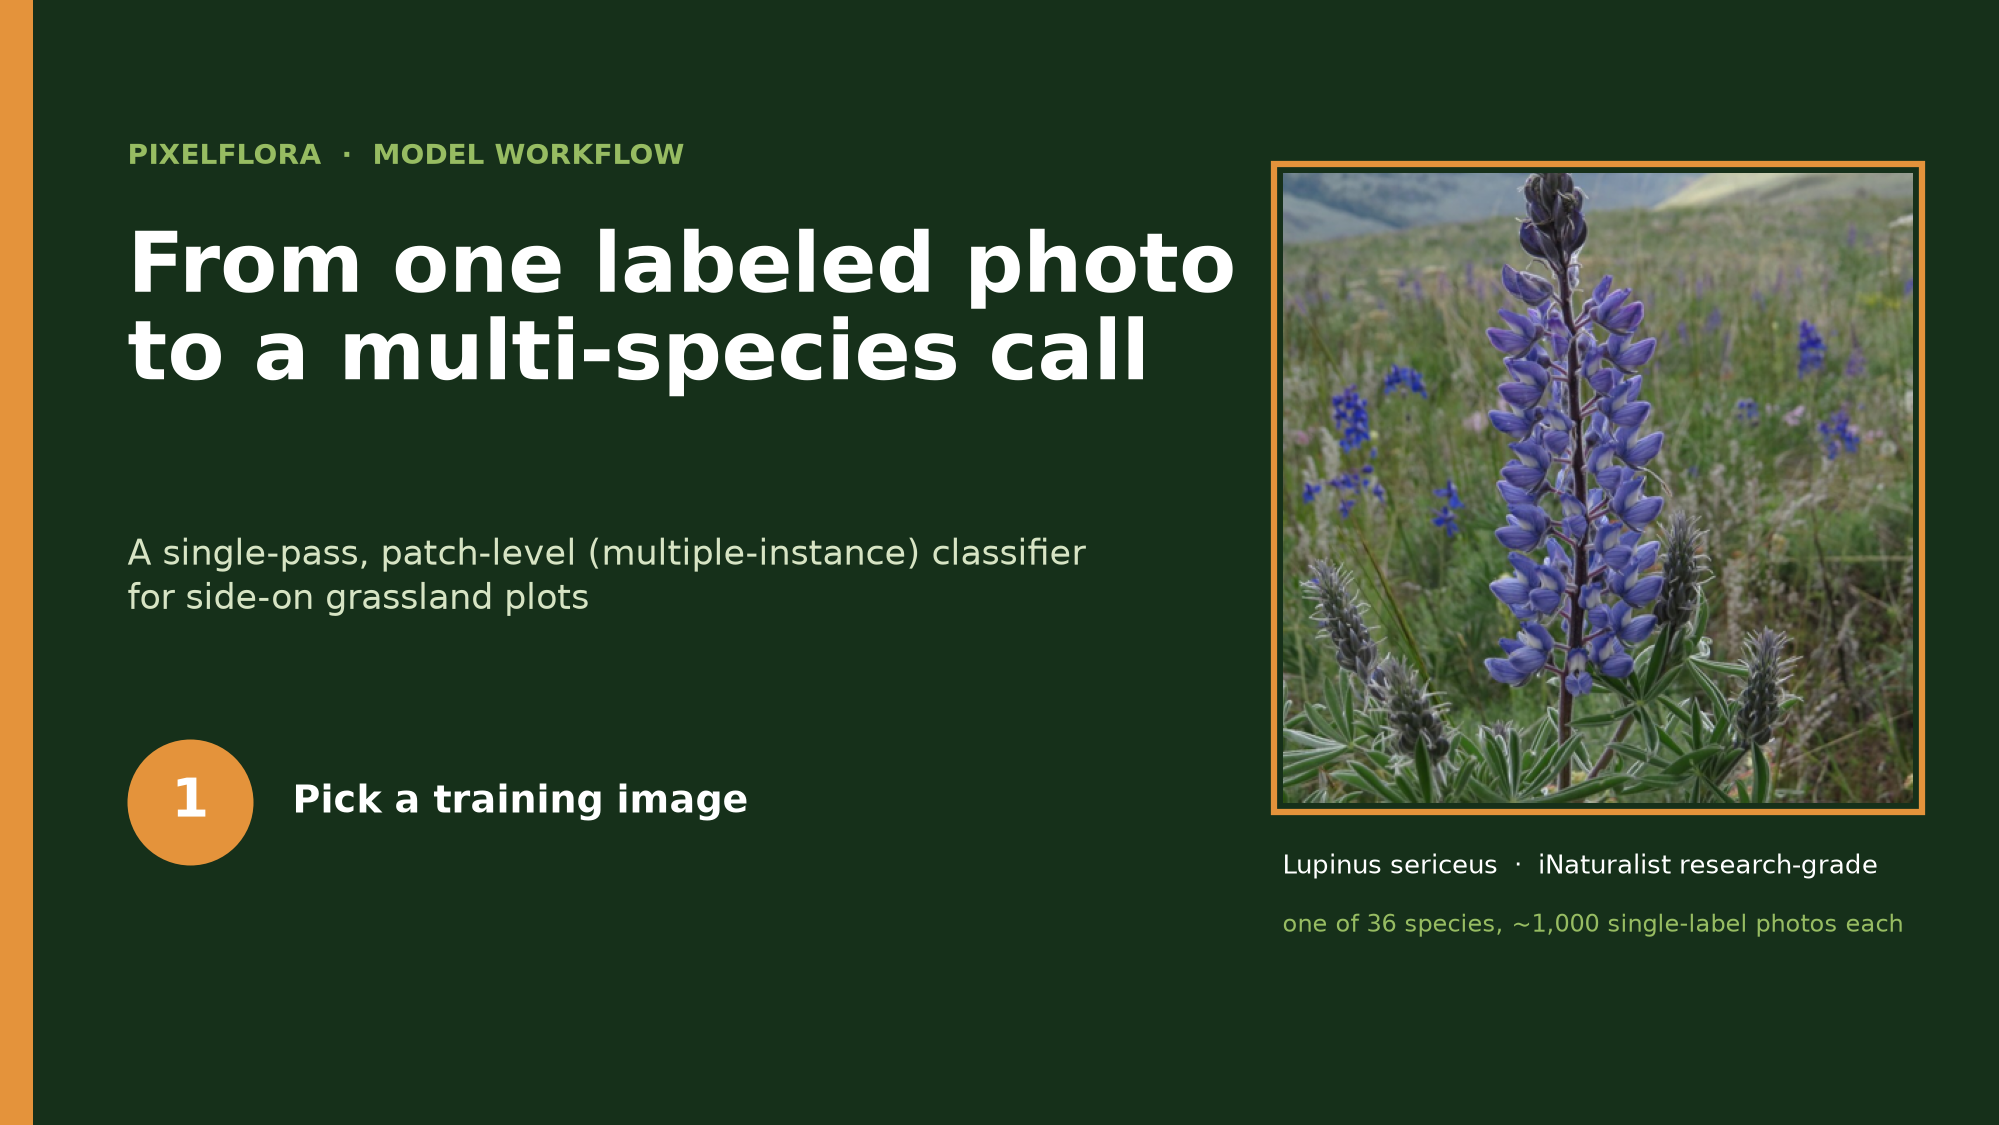 PIXELFLORA · MODEL WORKFLOW
From one labeled photo
to a multi-species call
A single-pass, patch-level (multiple-instance) classifier
for side-on grassland plots
1
Pick a training image
Lupinus sericeus · iNaturalist research-grade
one of 36 species, ~1,000 single-label photos each